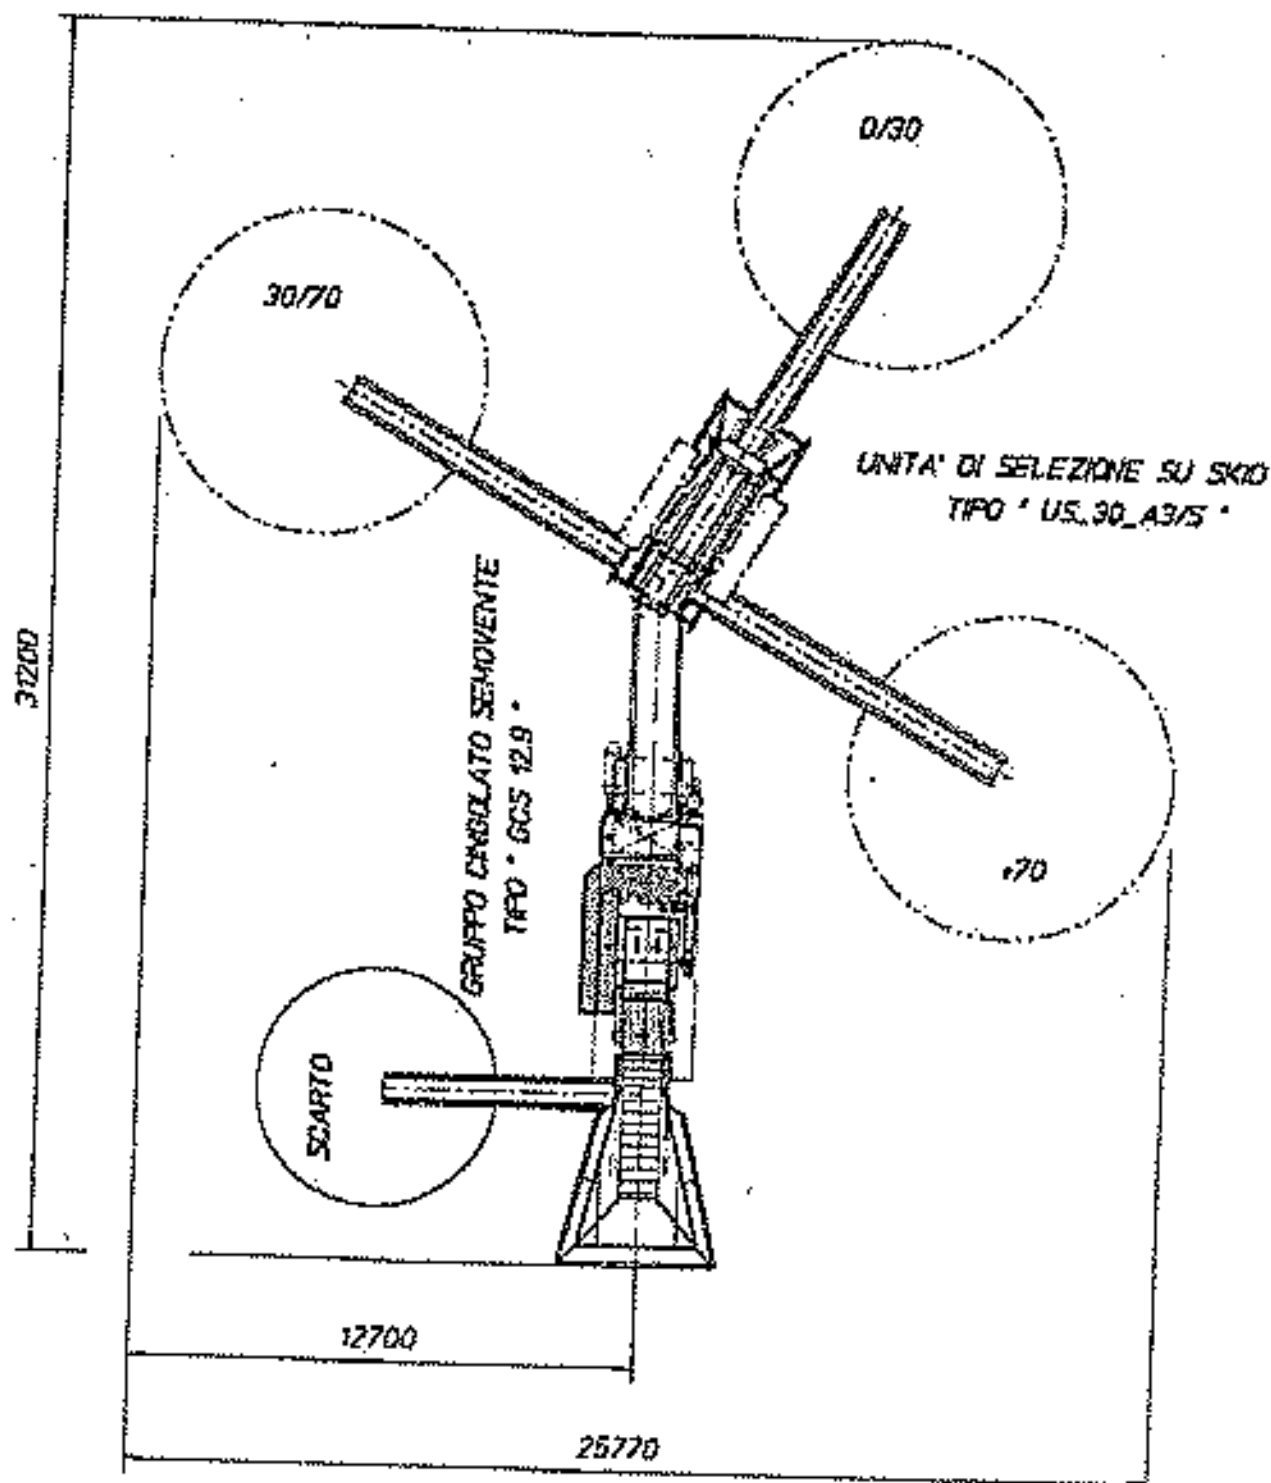 0/30
30/70
UNITA' DI SELEZIONE SU SKID
TIPO " US_30_A3/S "
GRUPPO CINGOLATO SEMOVENTE
TIPO " GCS 12.9 "
31200
+70
SCARTO
12700
25770